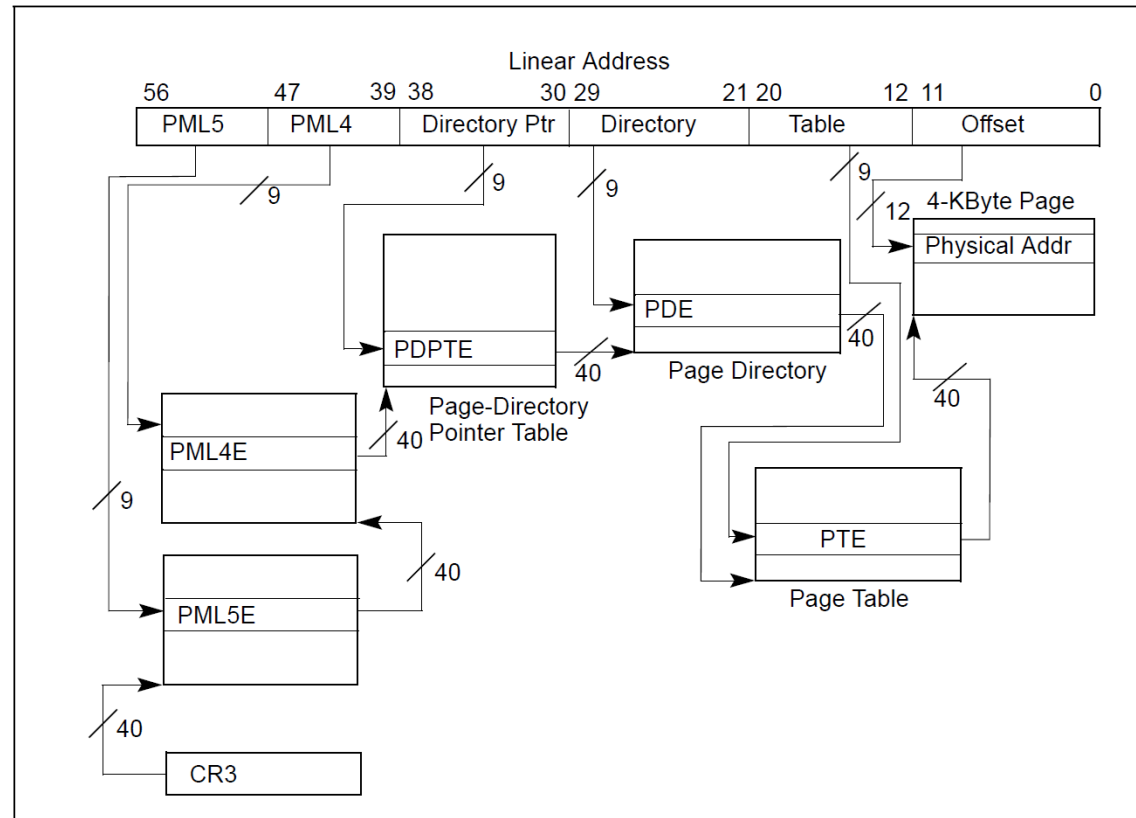 Linear Address
56 47 39 38 30 29 21 20 12 11 0
PML5 PML4 Directory Ptr Directory Table Offset
9 9 9 9
12 4-KByte Page
Physical Addr
PDE
40
PDPTE
40
Page Directory
40
Page-Directory
Pointer Table
40
PML4E
9
PTE
40
Page Table
PML5E
40
CR3